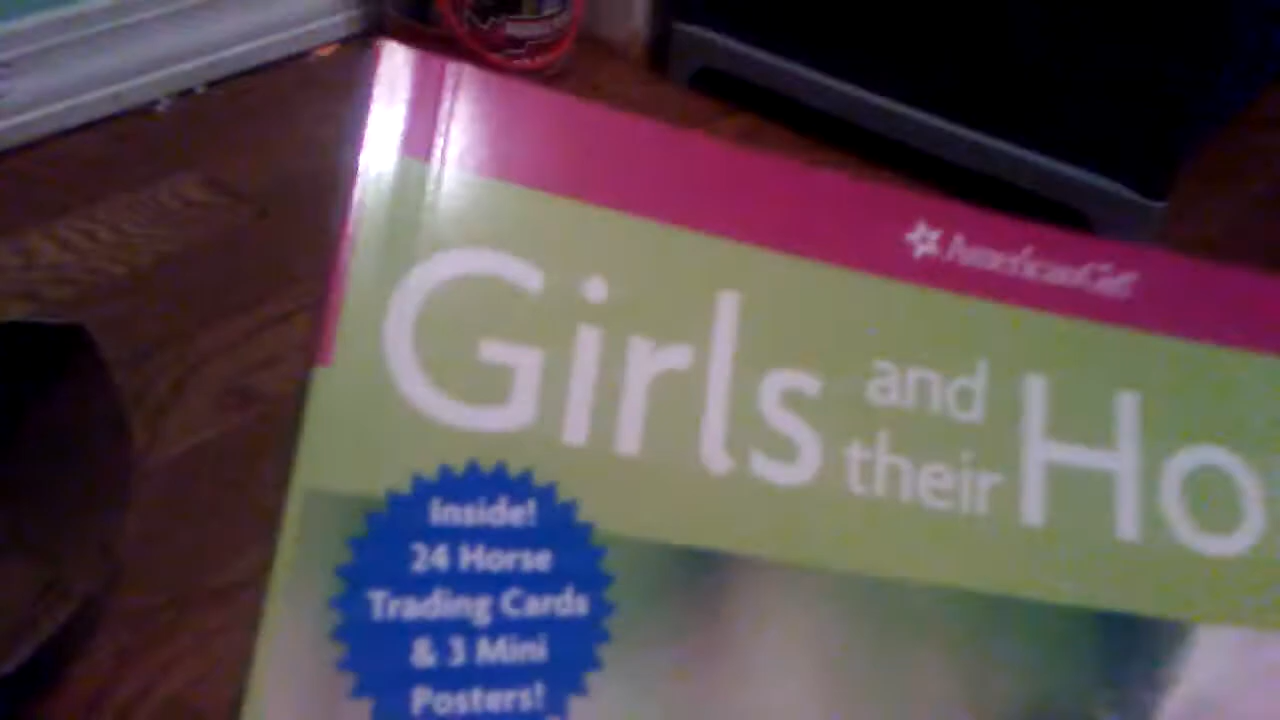 AmericanGirl
Girls and their Ho
Inside!
24 Horse
Trading Cards
& 3 Mini
Posters!